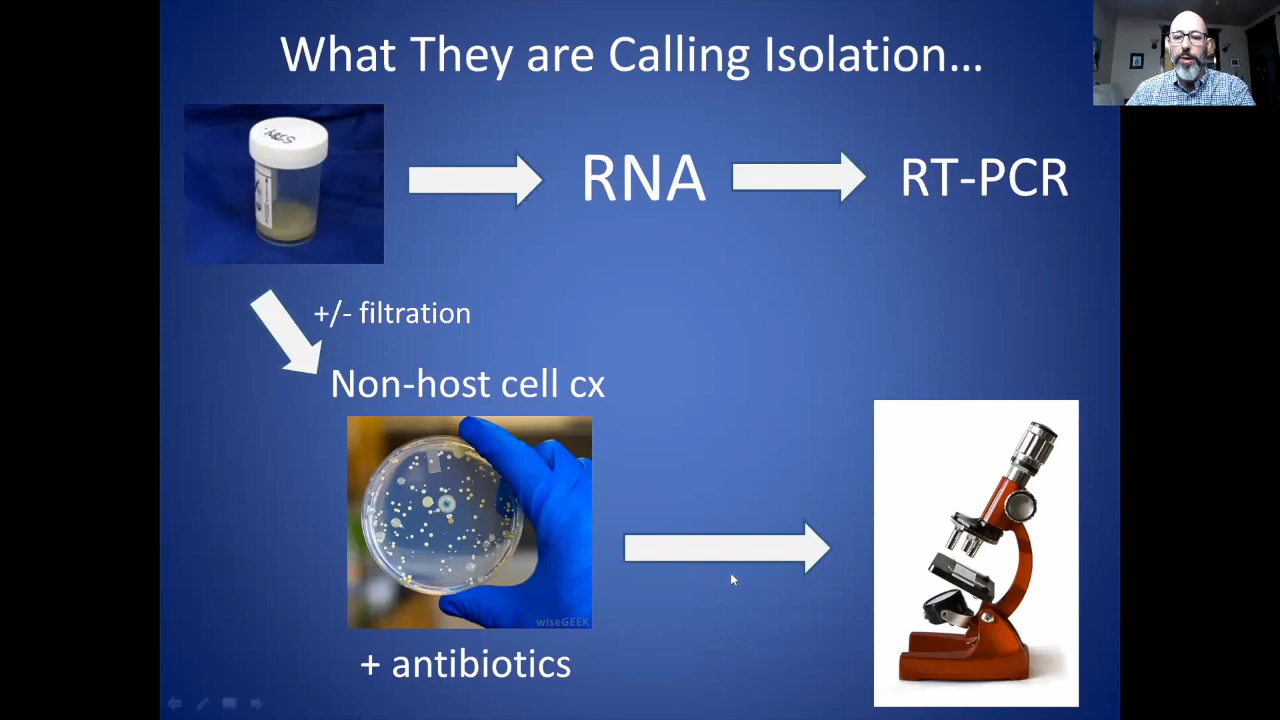 What They are Calling Isolation...
RNA
RT-PCR
+/- filtration
Non-host cell cx
wiseGEEK
+ antibiotics